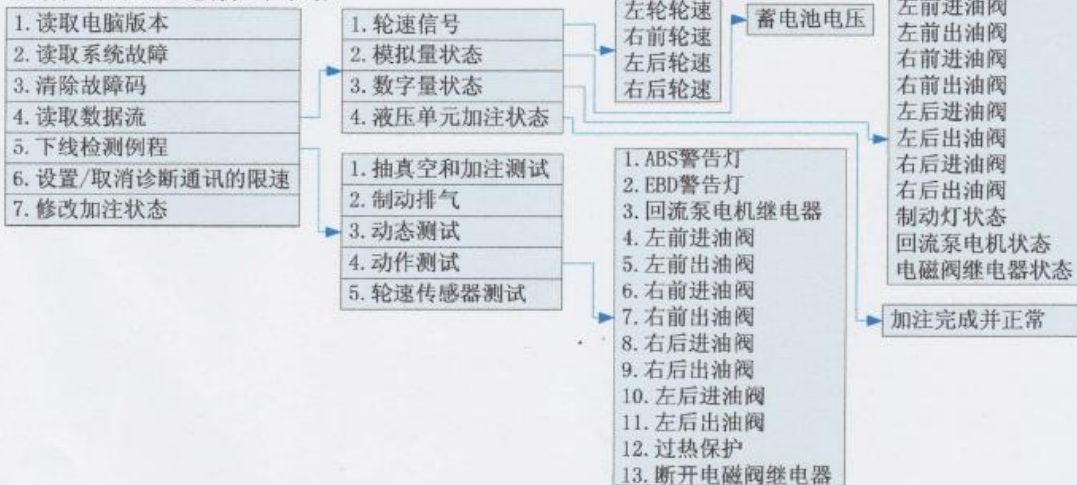 1. 读取电脑版本
2. 读取系统故障
3. 清除故障码
4. 读取数据流
5. 下线检测例程
6. 设置/取消诊断通讯的限速
7. 修改加注状态
1. 轮速信号
2. 模拟量状态
3. 数字量状态
4. 液压单元加注状态
1. 抽真空和加注测试
2. 制动排气
3. 动态测试
4. 动作测试
5. 轮速传感器测试
左轮轮速
右前轮速
左后轮速
右后轮速
1. ABS警告灯
2. EBD警告灯
3. 回流泵电机继电器
4. 左前进油阀
5. 左前出油阀
6. 右前进油阀
7. 右前出油阀
8. 右后进油阀
9. 右后出油阀
10. 左后进油阀
11. 左后出油阀
12. 过热保护
13. 断开电磁阀继电器
蓄电池电压
左前进油阀
左前出油阀
右前进油阀
右前出油阀
左后进油阀
左后出油阀
右后进油阀
右后出油阀
制动灯状态
回流泵电机状态
电磁阀继电器状态
加注完成并正常